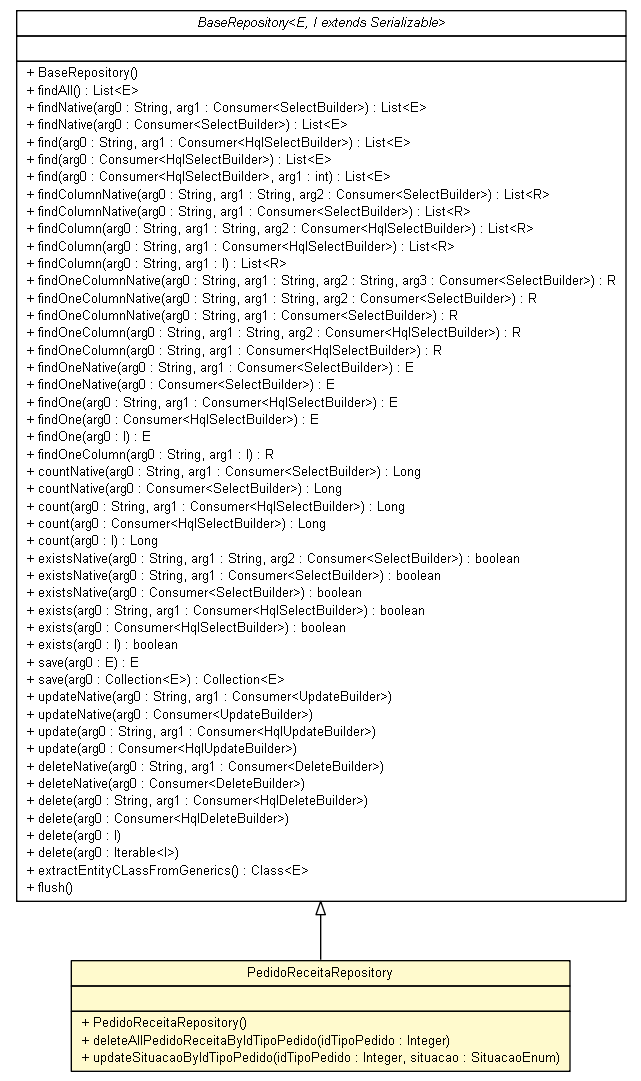 BaseRepository<E, I extends Serializable>
+ BaseRepository()
+ findAll() : List<E>
+ findNative(arg0 : String, arg1 : Consumer<SelectBuilder>) : List<E>
+ findNative(arg0 : Consumer<SelectBuilder>) : List<E>
+ find(arg0 : String, arg1 : Consumer<HqlSelectBuilder>) : List<E>
+ find(arg0 : Consumer<HqlSelectBuilder>) : List<E>
+ find(arg0 : Consumer<HqlSelectBuilder>, arg1 : int) : List<E>
+ findColumnNative(arg0 : String, arg1 : String, arg2 : Consumer<SelectBuilder>) : List<R>
+ findColumnNative(arg0 : String, arg1 : Consumer<SelectBuilder>) : List<R>
+ findColumn(arg0 : String, arg1 : String, arg2 : Consumer<HqlSelectBuilder>) : List<R>
+ findColumn(arg0 : String, arg1 : Consumer<HqlSelectBuilder>) : List<R>
+ findColumn(arg0 : String, arg1 : I) : List<R>
+ findOneColumnNative(arg0 : String, arg1 : String, arg2 : String, arg3 : Consumer<SelectBuilder>) : R
+ findOneColumnNative(arg0 : String, arg1 : String, arg2 : Consumer<SelectBuilder>) : R
+ findOneColumnNative(arg0 : String, arg1 : Consumer<SelectBuilder>) : R
+ findOneColumn(arg0 : String, arg1 : String, arg2 : Consumer<HqlSelectBuilder>) : R
+ findOneColumn(arg0 : String, arg1 : Consumer<HqlSelectBuilder>) : R
+ findOneNative(arg0 : String, arg1 : Consumer<SelectBuilder>) : E
+ findOneNative(arg0 : Consumer<SelectBuilder>) : E
+ findOne(arg0 : String, arg1 : Consumer<HqlSelectBuilder>) : E
+ findOne(arg0 : Consumer<HqlSelectBuilder>) : E
+ findOne(arg0 : I) : E
+ findOneColumn(arg0 : String, arg1 : I) : R
+ countNative(arg0 : String, arg1 : Consumer<SelectBuilder>) : Long
+ countNative(arg0 : Consumer<SelectBuilder>) : Long
+ count(arg0 : String, arg1 : Consumer<HqlSelectBuilder>) : Long
+ count(arg0 : Consumer<HqlSelectBuilder>) : Long
+ count(arg0 : I) : Long
+ existsNative(arg0 : String, arg1 : String, arg2 : Consumer<SelectBuilder>) : boolean
+ existsNative(arg0 : String, arg1 : Consumer<SelectBuilder>) : boolean
+ existsNative(arg0 : Consumer<SelectBuilder>) : boolean
+ exists(arg0 : String, arg1 : Consumer<HqlSelectBuilder>) : boolean
+ exists(arg0 : Consumer<HqlSelectBuilder>) : boolean
+ exists(arg0 : I) : boolean
+ save(arg0 : E) : E
+ save(arg0 : Collection<E>) : Collection<E>
+ updateNative(arg0 : String, arg1 : Consumer<UpdateBuilder>)
+ updateNative(arg0 : Consumer<UpdateBuilder>)
+ update(arg0 : String, arg1 : Consumer<HqlUpdateBuilder>)
+ update(arg0 : Consumer<HqlUpdateBuilder>)
+ deleteNative(arg0 : String, arg1 : Consumer<DeleteBuilder>)
+ deleteNative(arg0 : Consumer<DeleteBuilder>)
+ delete(arg0 : String, arg1 : Consumer<HqlDeleteBuilder>)
+ delete(arg0 : Consumer<HqlDeleteBuilder>)
+ delete(arg0 : I)
+ delete(arg0 : Iterable<I>)
+ extractEntityCLassFromGenerics() : Class<E>
+ flush()
PedidoReceitaRepository
+ PedidoReceitaRepository()
+ deleteAllPedidoReceitaByIdTipoPedido(idTipoPedido : Integer)
+ updateSituacaoByIdTipoPedido(idTipoPedido : Integer, situacao : SituacaoEnum)